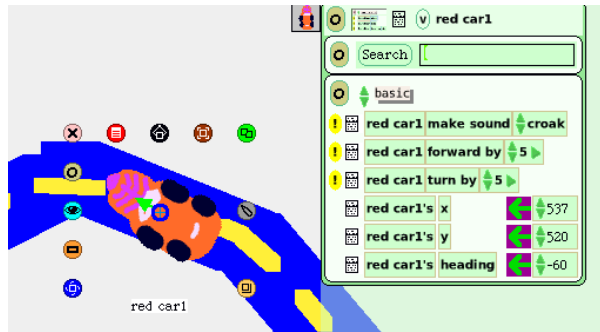 v red car1
Search
basic
! red car1 make sound croak
! red car1 forward by 5
! red car1 turn by 5
red car1's x 537
red car1's y 520
red car1's heading -60
red car1